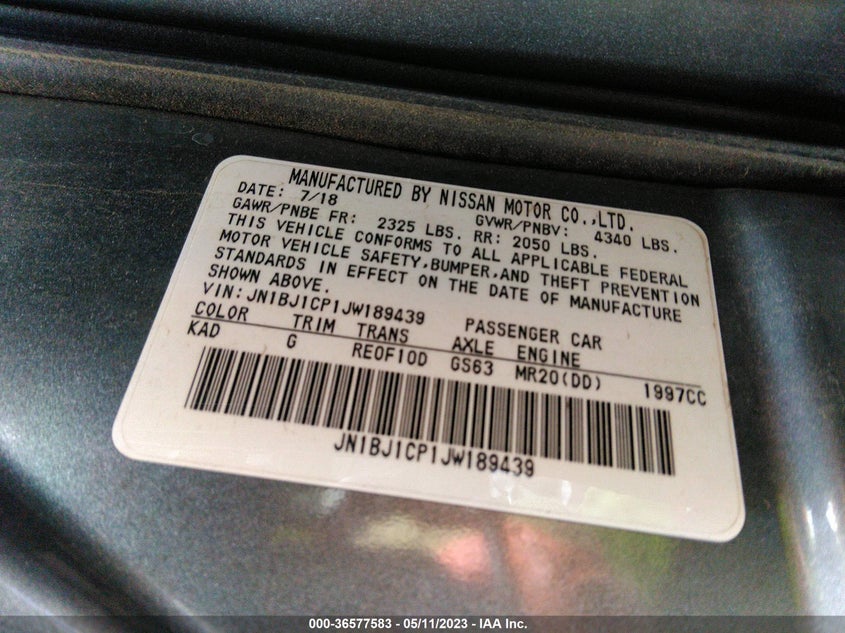 MANUFACTURED BY NISSAN MOTOR CO.,LTD.
DATE: 7/18 GVWR/PNBV: 4340 LBS.
GAWR/PNBE FR: 2325 LBS. RR: 2050 LBS.
THIS VEHICLE CONFORMS TO ALL APPLICABLE FEDERAL
MOTOR VEHICLE SAFETY,BUMPER,AND THEFT PREVENTION
STANDARDS IN EFFECT ON THE DATE OF MANUFACTURE
SHOWN ABOVE.
VIN:JN1BJ1CP1JW189439 PASSENGER CAR
COLOR TRIM TRANS AXLE ENGINE
KAD G RE0F10D GS63 MR20(DD) 1997CC
JN1BJ1CP1JW189439
000-36577583 - 05/11/2023 - IAA Inc.